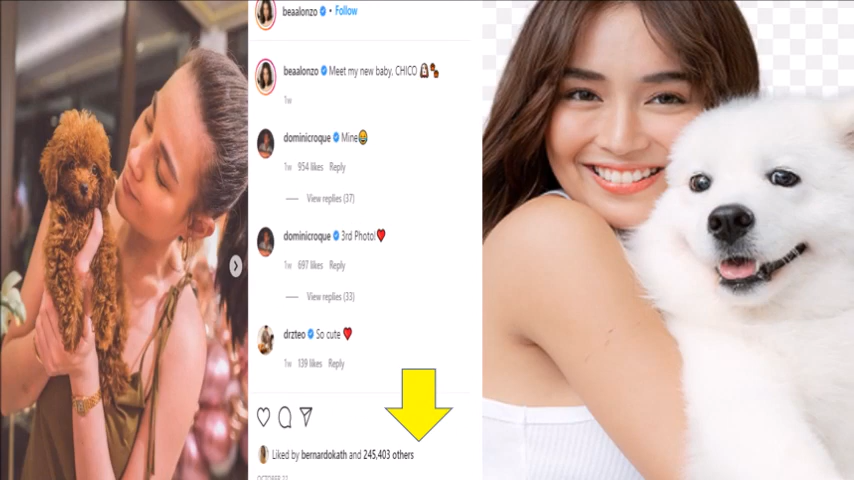 beaalonzo • Follow
beaalonzo Meet my new baby, CHICO
1w
dominicroque Mine😂
1w 954 likes Reply
View replies (37)
dominicroque 3rd Photo!❤️
1w 697 likes Reply
View replies (33)
drzteo So cute ❤️
1w 139 likes Reply
Liked by bernardokath and 245,403 others
OCTOBER